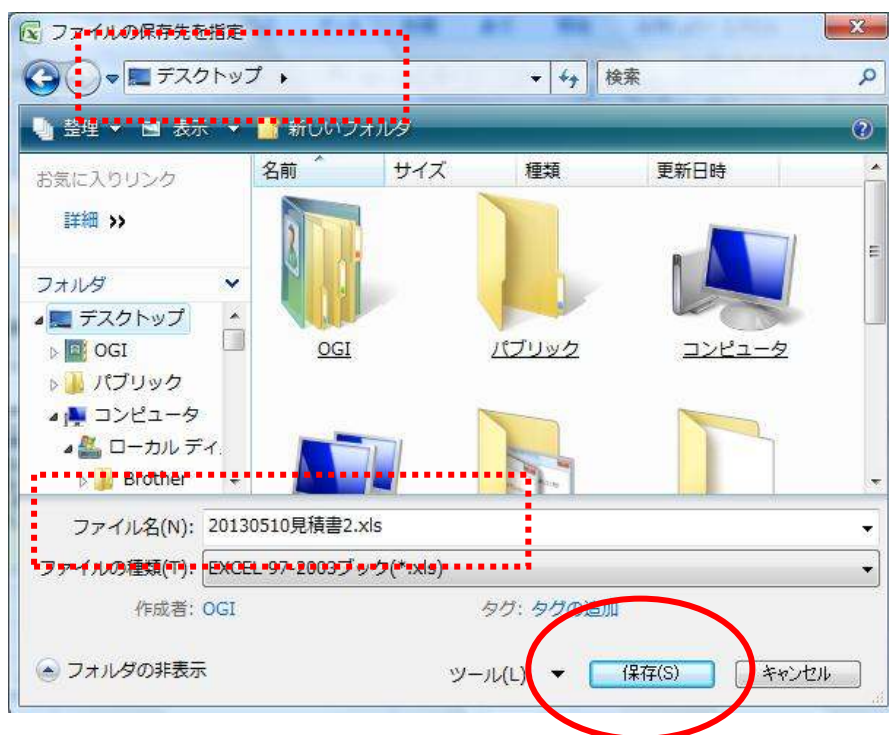 ファイルの保存先を指定
デスクトップ
検索
整理 表示 新しいフォルダ
お気に入りリンク
詳細 »
名前 サイズ 種類 更新日時
フォルダ
デスクトップ
OGI
パブリック
コンピュータ
ローカル ディ
Brother
OGI パブリック コンピュータ
ファイル名(N): 20130510見積書2.xls
ファイルの種類(T): EXCEL 97-2003ブック(*.xls)
作成者: OGI タグ: タグの追加
フォルダの非表示 ツール(L) 保存(S) キャンセル